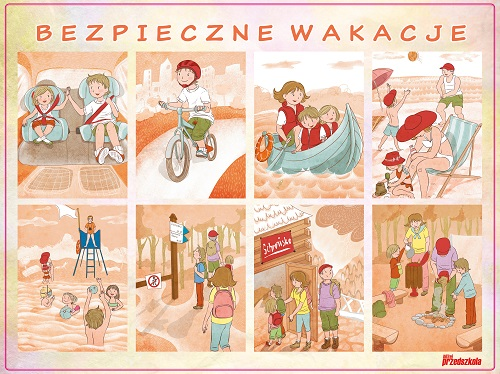 BEZPIECZNE WAKACJE
Schronisko
przedszkola